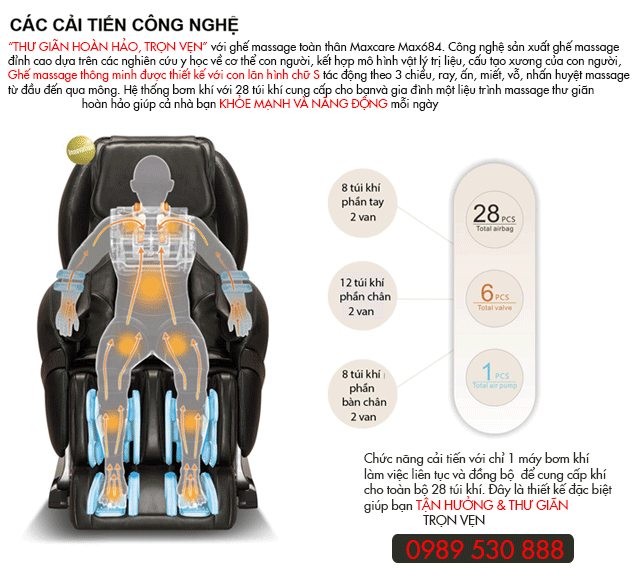 CÁC CẢI TIẾN CÔNG NGHỆ
“THƯ GIÃN HOÀN HẢO, TRỌN VẸN” với ghế massage toàn thân Maxcare Max684. Công nghệ sản xuất ghế massage
đỉnh cao dựa trên các nghiên cứu y học về cơ thể con người, kết hợp mô hình vật lý trị liệu, cấu tạo xương của con người,
Ghế massage thông minh được thiết kế với con lăn hình chữ S tác động theo 3 chiều, ray, ấn, miết, vỗ, nhấn huyệt massage
từ đầu đến qua mông. Hệ thống bơm khí với 28 túi khí cung cấp cho bạnvà gia đình một liệu trình massage thư giãn
hoàn hảo giúp cả nhà bạn KHỎE MẠNH VÀ NĂNG ĐỘNG mỗi ngày
Innovation
8 túi khí
phần tay
2 van
12 túi khí
phần chân
2 van
8 túi khí
phần
bàn chân
2 van
28 PCS
Total airbag
6 PCS
Total valve
1 PCS
Total air pump
Chức năng cải tiến với chỉ 1 máy bơm khí
làm việc liên tục và đồng bộ để cung cấp khí
cho toàn bộ 28 túi khí. Đây là thiết kế đặc biệt
giúp bạn TẬN HƯỞNG & THƯ GIÃN
TRỌN VẸN
0989 530 888